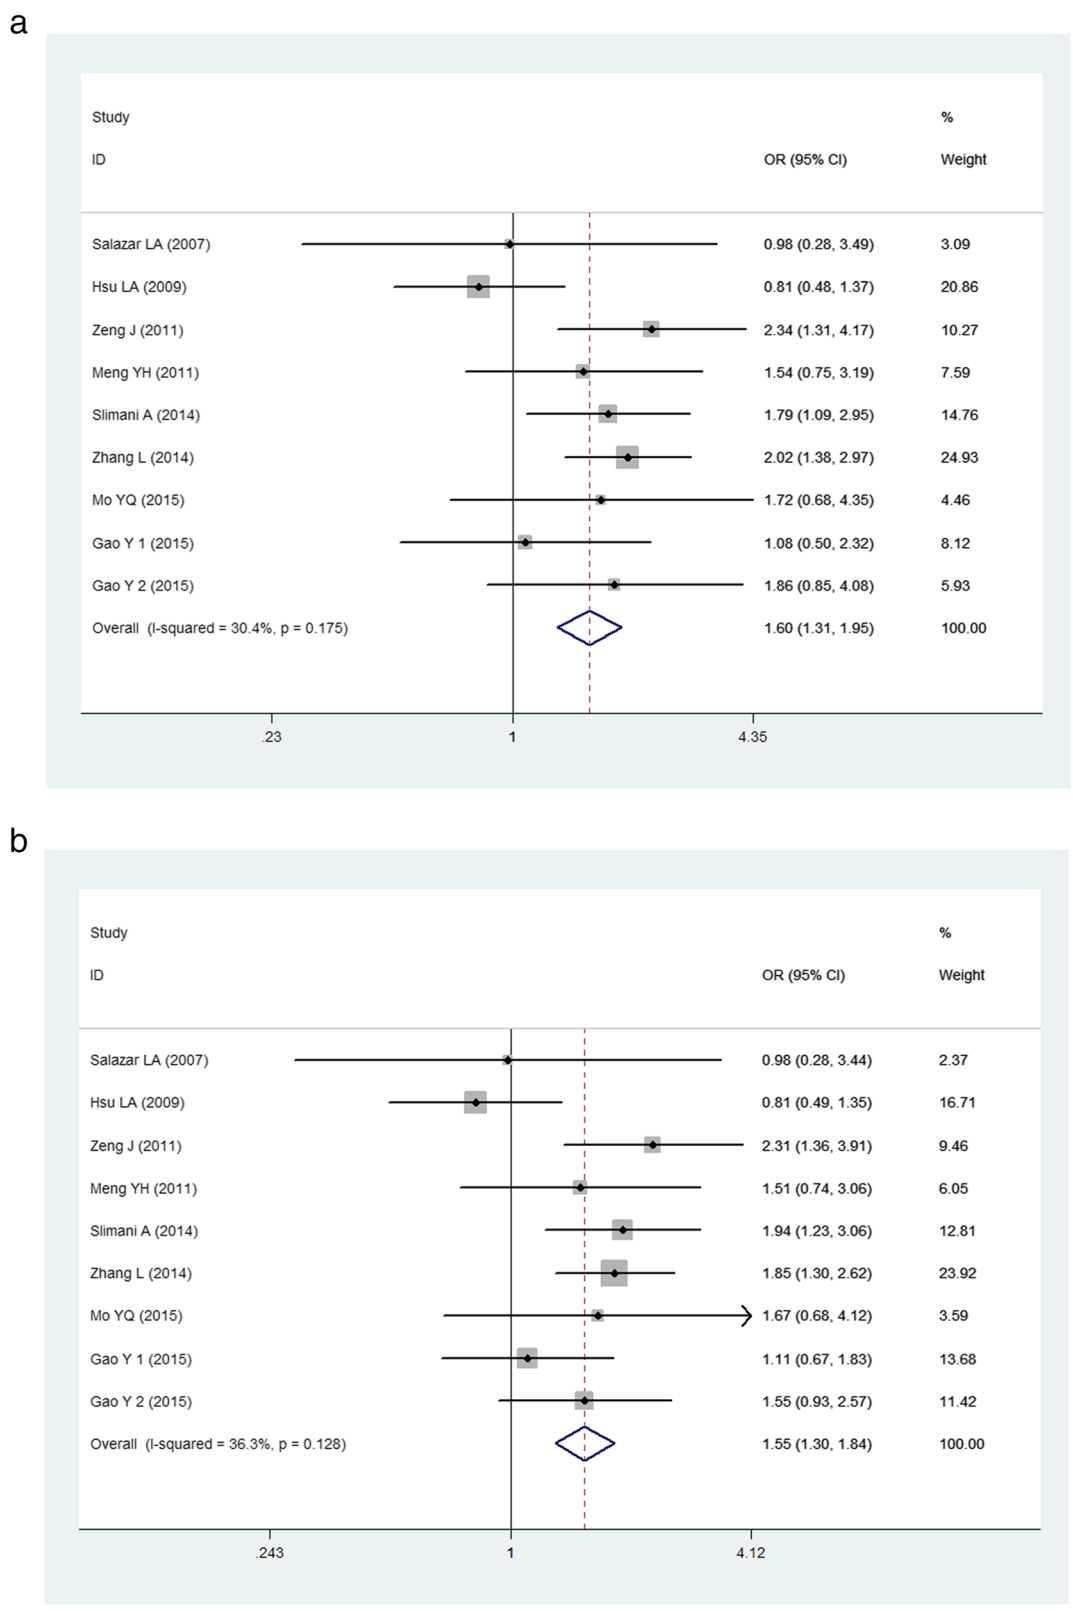 a
Study %
ID OR (95% CI) Weight
Salazar LA (2007) 0.98 (0.28, 3.49) 3.09
Hsu LA (2009) 0.81 (0.48, 1.37) 20.86
Zeng J (2011) 2.34 (1.31, 4.17) 10.27
Meng YH (2011) 1.54 (0.75, 3.19) 7.59
Slimani A (2014) 1.79 (1.09, 2.95) 14.76
Zhang L (2014) 2.02 (1.38, 2.97) 24.93
Mo YQ (2015) 1.72 (0.68, 4.35) 4.46
Gao Y 1 (2015) 1.08 (0.50, 2.32) 8.12
Gao Y 2 (2015) 1.86 (0.85, 4.08) 5.93
Overall (I-squared = 30.4%, p = 0.175) 1.60 (1.31, 1.95) 100.00
.23 1 4.35
b
Study %
ID OR (95% CI) Weight
Salazar LA (2007) 0.98 (0.28, 3.44) 2.37
Hsu LA (2009) 0.81 (0.49, 1.35) 16.71
Zeng J (2011) 2.31 (1.36, 3.91) 9.46
Meng YH (2011) 1.51 (0.74, 3.06) 6.05
Slimani A (2014) 1.94 (1.23, 3.06) 12.81
Zhang L (2014) 1.85 (1.30, 2.62) 23.92
Mo YQ (2015) 1.67 (0.68, 4.12) 3.59
Gao Y 1 (2015) 1.11 (0.67, 1.83) 13.68
Gao Y 2 (2015) 1.55 (0.93, 2.57) 11.42
Overall (I-squared = 36.3%, p = 0.128) 1.55 (1.30, 1.84) 100.00
.243 1 4.12